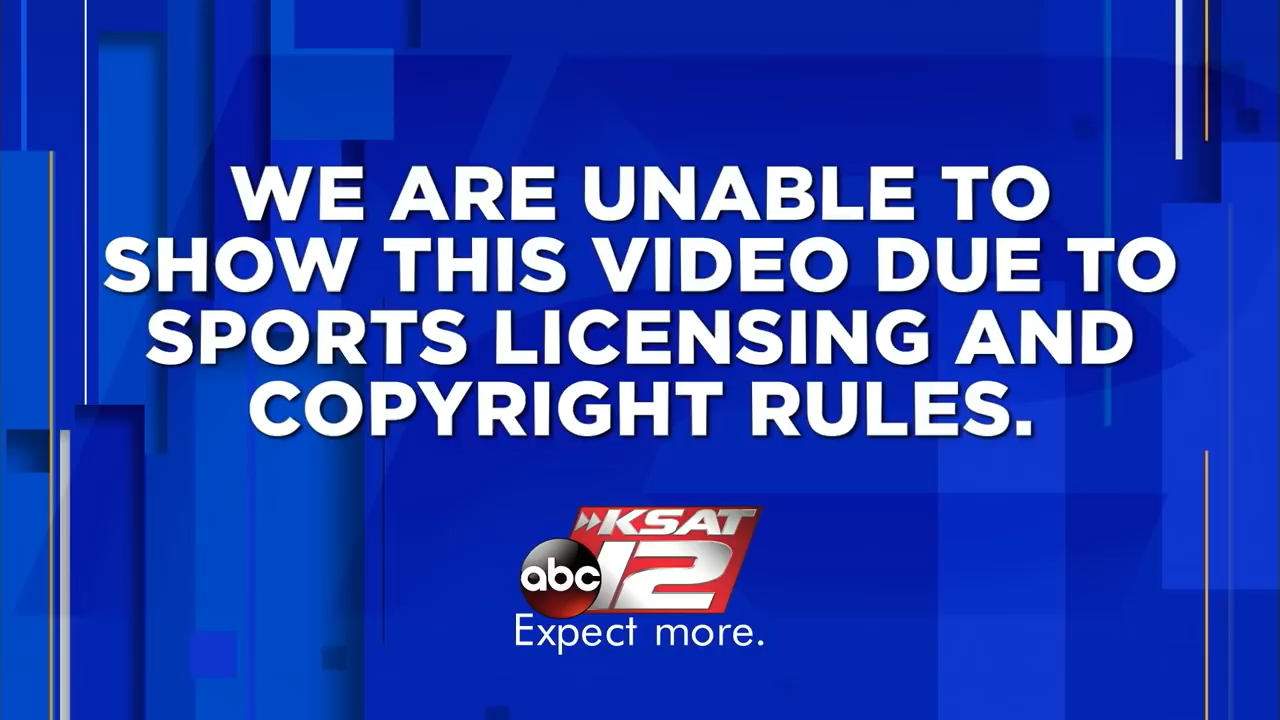 WE ARE UNABLE TO
SHOW THIS VIDEO DUE TO
SPORTS LICENSING AND
COPYRIGHT RULES.
KSAT
abc 12
Expect more.